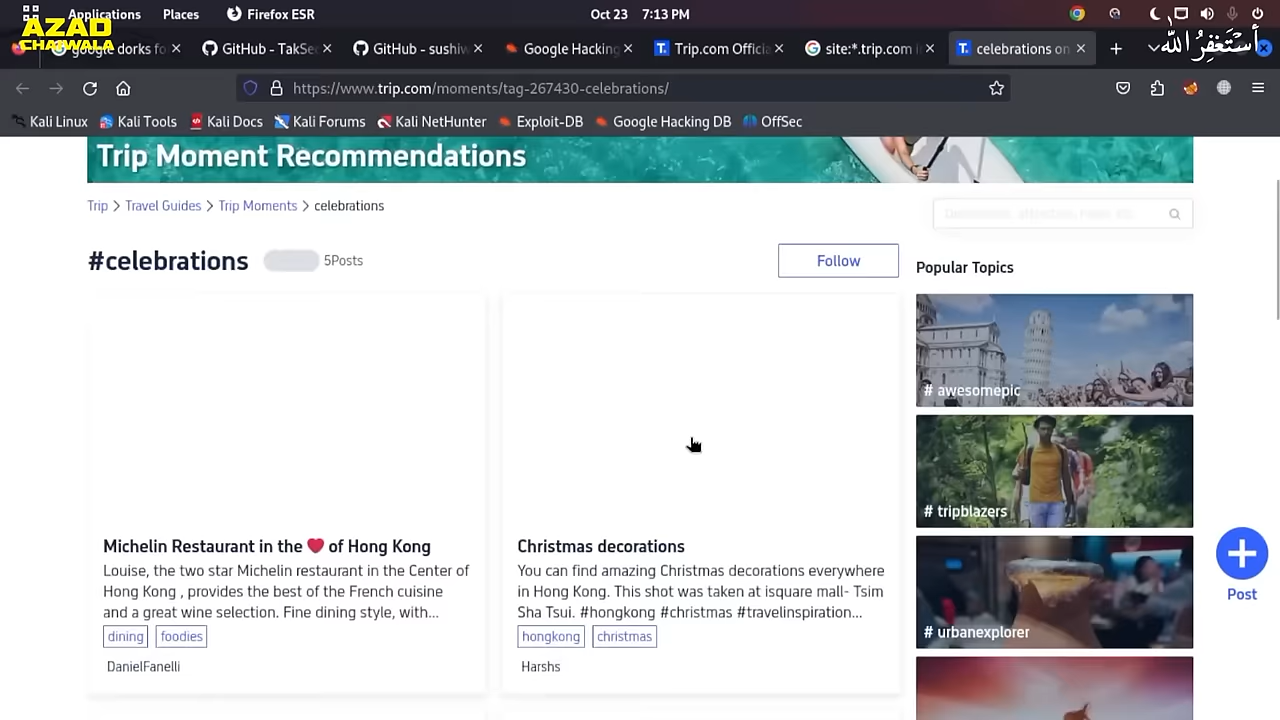 Applications Places Firefox ESR Oct 23 7:13 PM
AZAD
CHAIWALA
أستغفر الله
google dorks fo GitHub - TakSec GitHub - sushiw Google Hacking Trip.com Officia site:*.trip.com i celebrations on
https://www.trip.com/moments/tag-267430-celebrations/
Kali Linux Kali Tools Kali Docs Kali Forums Kali NetHunter Exploit-DB Google Hacking DB OffSec
Trip Moment Recommendations
Trip > Travel Guides > Trip Moments > celebrations
#celebrations 5Posts Follow
Popular Topics
# awesomepic
# tripblazers
# urbanexplorer
Michelin Restaurant in the ❤ of Hong Kong
Louise, the two star Michelin restaurant in the Center of
Hong Kong , provides the best of the French cuisine
and a great wine selection. Fine dining style, with...
dining foodies
DanielFanelli
Christmas decorations
You can find amazing Christmas decorations everywhere
in Hong Kong. This shot was taken at isquare mall- Tsim
Sha Tsui. #hongkong #christmas #travelinspiration...
hongkong christmas
Harshs
Post